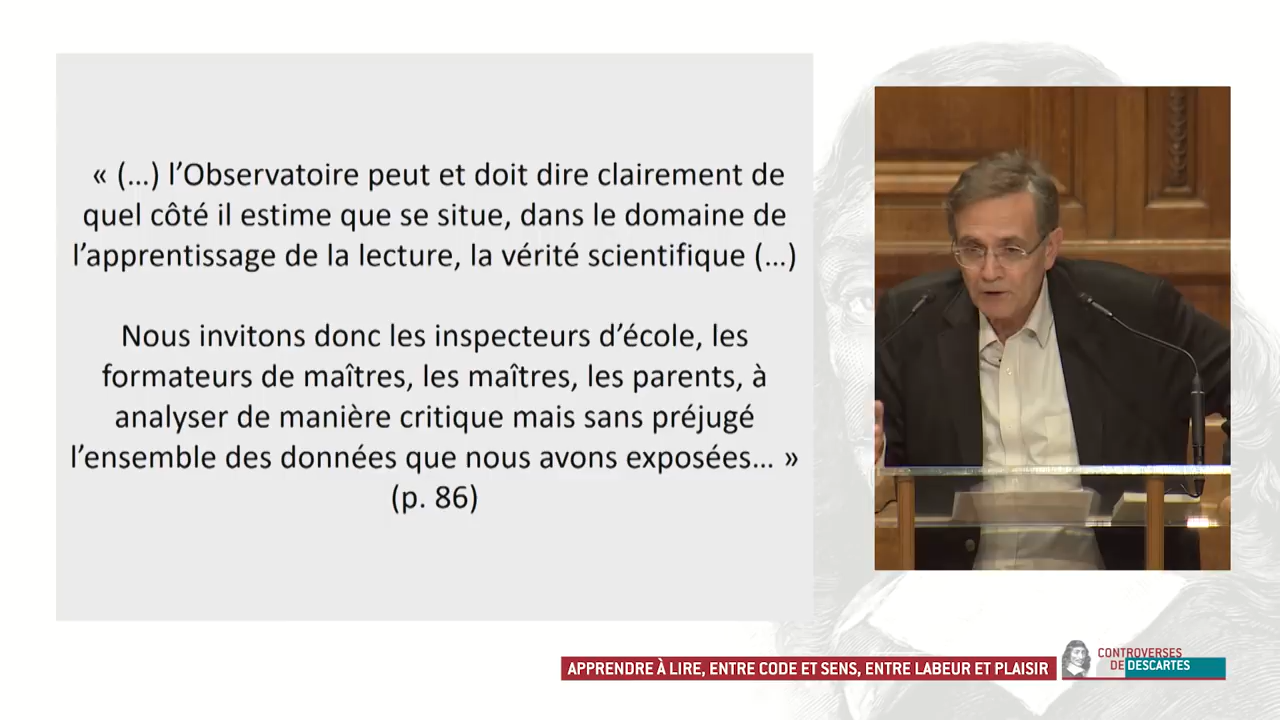 « (...) l’Observatoire peut et doit dire clairement de
quel côté il estime que se situe, dans le domaine de
l’apprentissage de la lecture, la vérité scientifique (...)
Nous invitons donc les inspecteurs d’école, les
formateurs de maîtres, les maîtres, les parents, à
analyser de manière critique mais sans préjugé
l’ensemble des données que nous avons exposées... »
(p. 86)
APPRENDRE À LIRE, ENTRE CODE ET SENS, ENTRE LABEUR ET PLAISIR
CONTROVERSES
DE DESCARTES